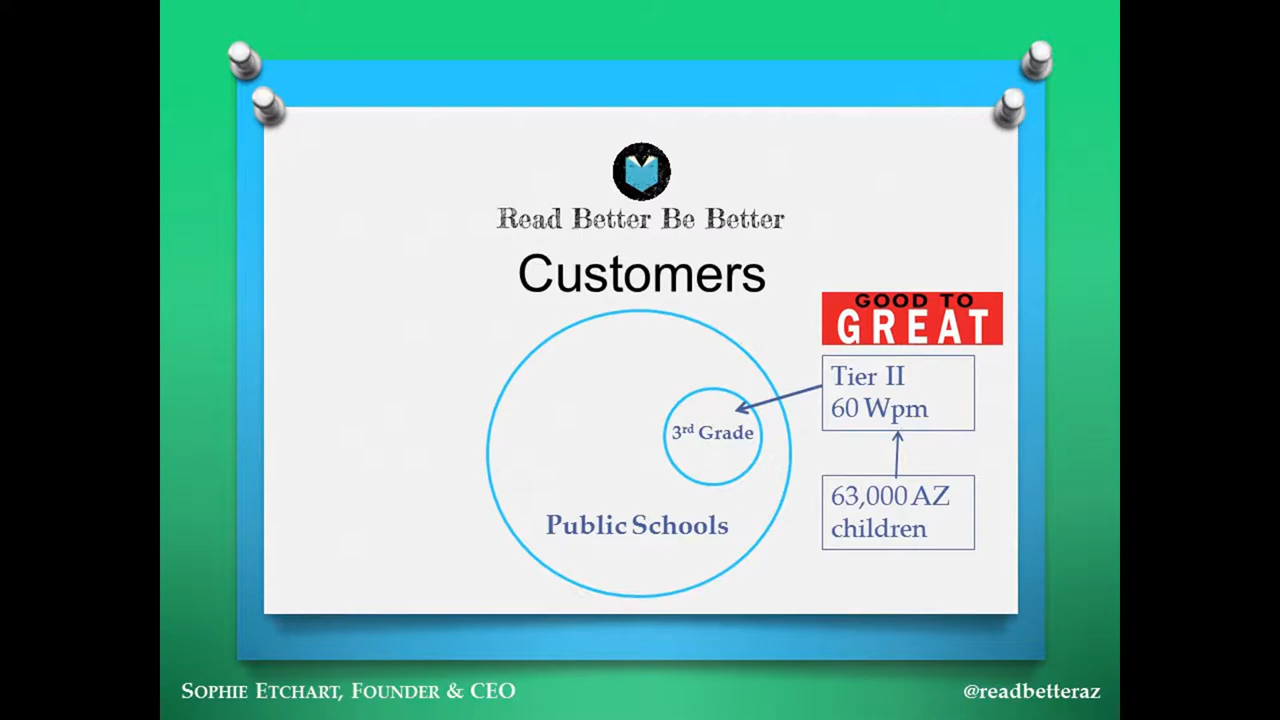 Read Better Be Better
Customers
GOOD TO
GREAT
Tier II
60 Wpm
3rd Grade
63,000 AZ
children
Public Schools
SOPHIE ETCHART, FOUNDER & CEO
@readbetteraz